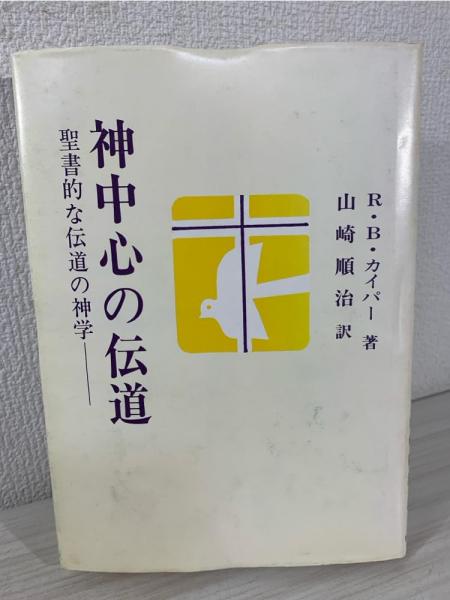 R・B・カイパー 著
山崎順治 訳
神中心の伝道
聖書的な伝道の神学——